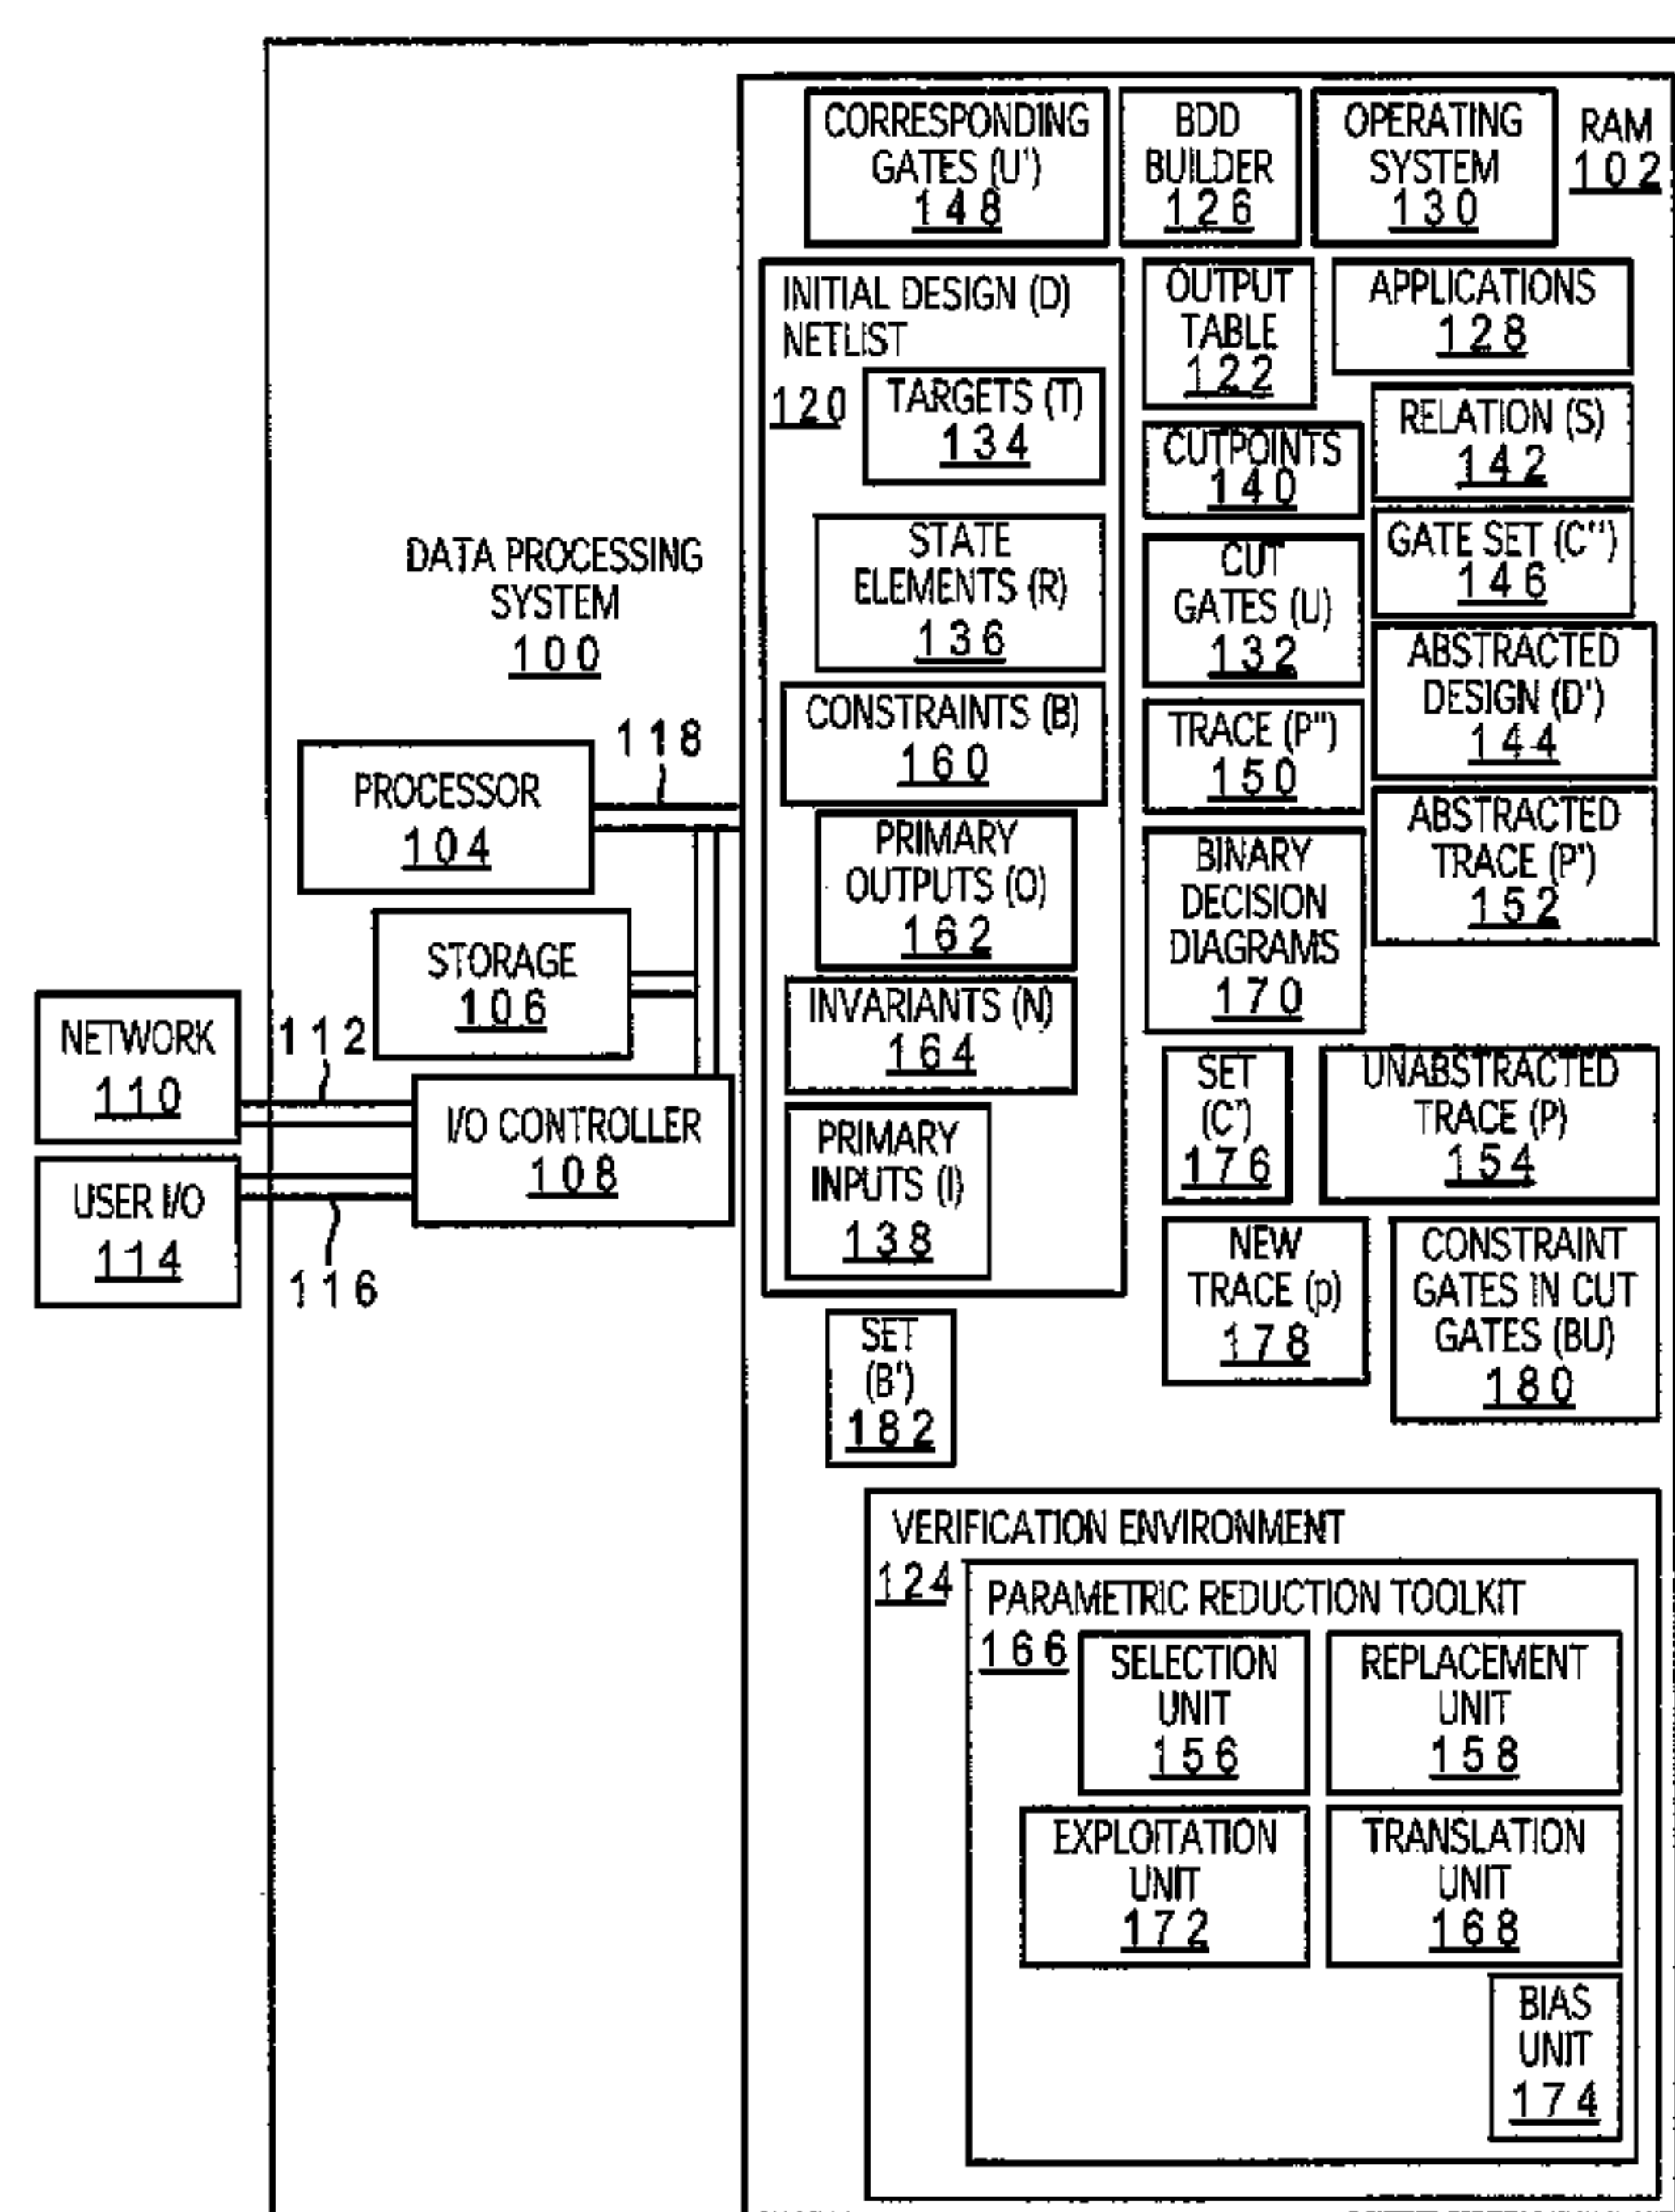 CORRESPONDING
GATES (U')
148
BDD
BUILDER
126
OPERATING
SYSTEM
130
RAM
102
INITIAL DESIGN (D)
NETLIST
120
TARGETS (T)
134
STATE
ELEMENTS (R)
136
CONSTRAINTS (B)
160
PRIMARY
OUTPUTS (O)
162
INVARIANTS (N)
164
PRIMARY
INPUTS (I)
138
OUTPUT
TABLE
122
APPLICATIONS
128
CUTPOINTS
140
RELATION (S)
142
CUT
GATES (U)
132
GATE SET (C'')
146
ABSTRACTED
DESIGN (D')
144
TRACE (P'')
150
ABSTRACTED
TRACE (P')
152
BINARY
DECISION
DIAGRAMS
170
SET
(C')
176
UNABSTRACTED
TRACE (P)
154
NEW
TRACE (p)
178
CONSTRAINT
GATES IN CUT
GATES (BU)
180
SET
(B')
182
DATA PROCESSING
SYSTEM
100
PROCESSOR
104
118
STORAGE
106
NETWORK
110
112
I/O CONTROLLER
108
USER I/O
114
116
VERIFICATION ENVIRONMENT
124
PARAMETRIC REDUCTION TOOLKIT
166
SELECTION
UNIT
156
REPLACEMENT
UNIT
158
EXPLOITATION
UNIT
172
TRANSLATION
UNIT
168
BIAS
UNIT
174